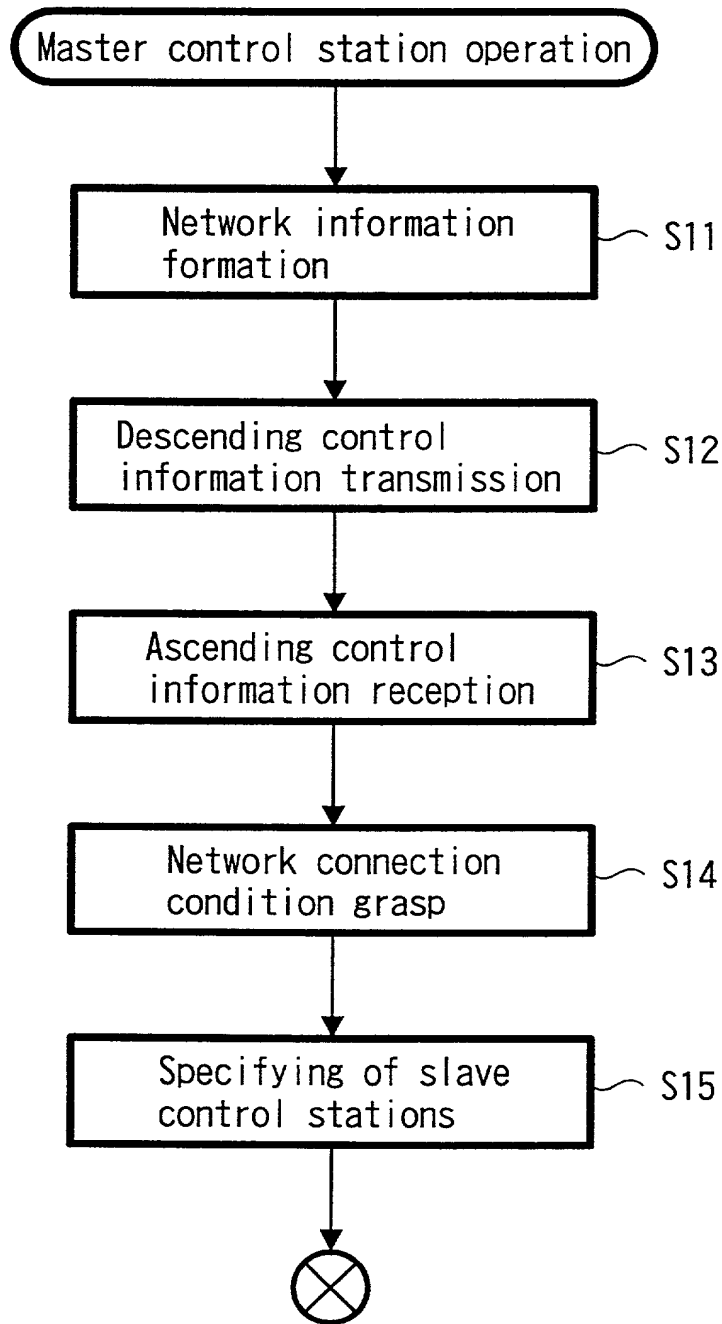 Master control station operation
Network information
formation
S11
Descending control
information transmission
S12
Ascending control
information reception
S13
Network connection
condition grasp
S14
Specifying of slave
control stations
S15